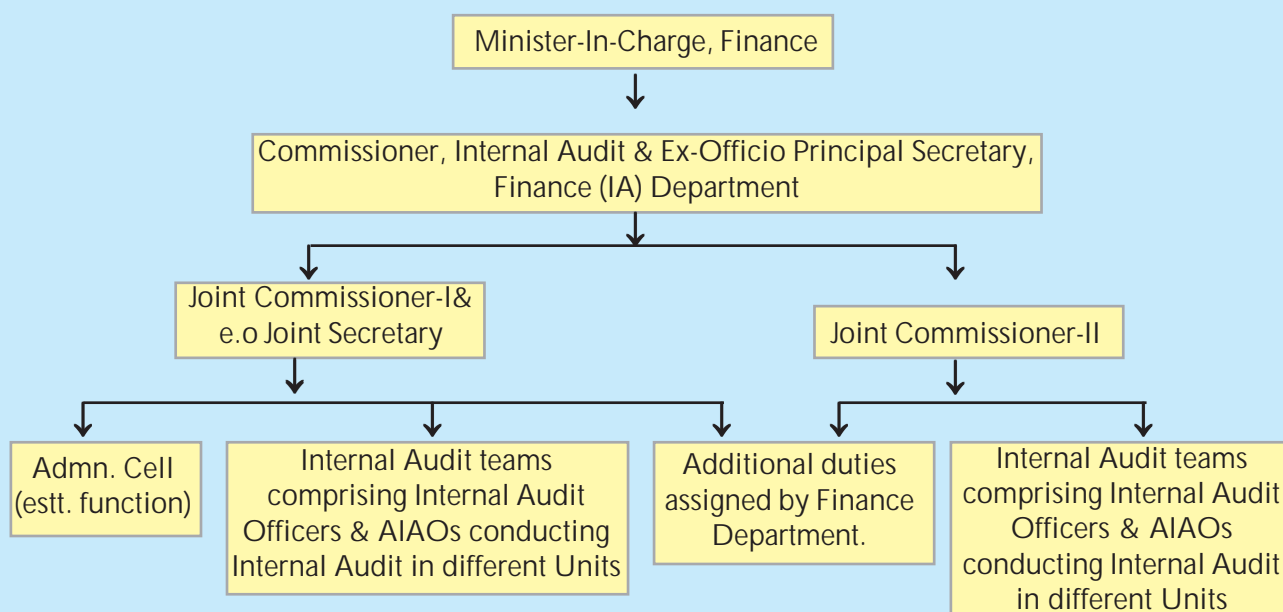 Minister-In-Charge, Finance
Commissioner, Internal Audit & Ex-Officio Principal Secretary,
Finance (IA) Department
Joint Commissioner-I&
e.o Joint Secretary
Joint Commissioner-II
Admn. Cell
(estt. function)
Internal Audit teams
comprising Internal Audit
Officers & AIAOs conducting
Internal Audit in different Units
Additional duties
assigned by Finance
Department.
Internal Audit teams
comprising Internal Audit
Officers & AIAOs
conducting Internal Audit
in different Units